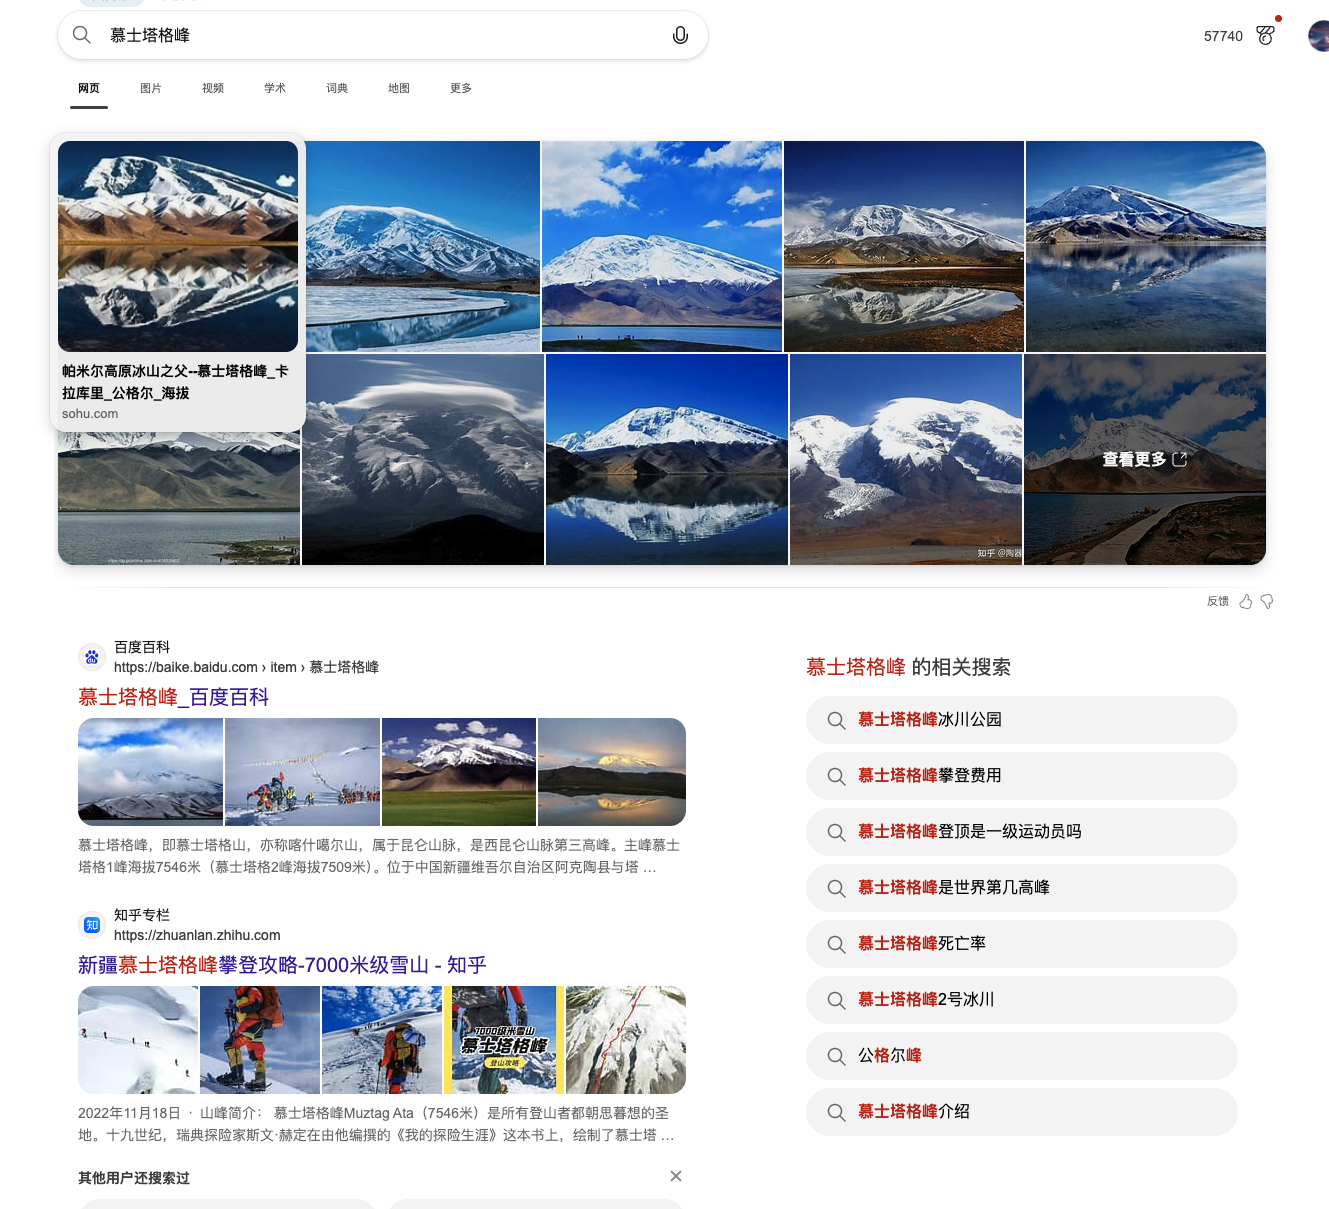 慕士塔格峰
57740
网页
图片
视频
学术
词典
地图
更多
帕米尔高原冰山之父--慕士塔格峰_卡
拉库里_公格尔_海拔
sohu.com
知乎 @陶器
查看更多
反馈
百度百科
https://baike.baidu.com › item › 慕士塔格峰
慕士塔格峰_百度百科
慕士塔格峰，即慕士塔格山，亦称喀什噶尔山，属于昆仑山脉，是西昆仑山脉第三高峰。主峰慕士
塔格1峰海拔7546米（慕士塔格2峰海拔7509米）。位于中国新疆维吾尔自治区阿克陶县与塔 ...
知乎专栏
https://zhuanlan.zhihu.com
新疆慕士塔格峰攀登攻略-7000米级雪山 - 知乎
7000级米雪山
慕士塔格峰
登山攻略
2022年11月18日 · 山峰简介： 慕士塔格峰Muztag Ata（7546米）是所有登山者都朝思暮想的圣
地。十九世纪，瑞典探险家斯文·赫定在由他编撰的《我的探险生涯》这本书上，绘制了慕士塔 ...
其他用户还搜索过
慕士塔格峰 的相关搜索
慕士塔格峰冰川公园
慕士塔格峰攀登费用
慕士塔格峰登顶是一级运动员吗
慕士塔格峰是世界第几高峰
慕士塔格峰死亡率
慕士塔格峰2号冰川
公格尔峰
慕士塔格峰介绍